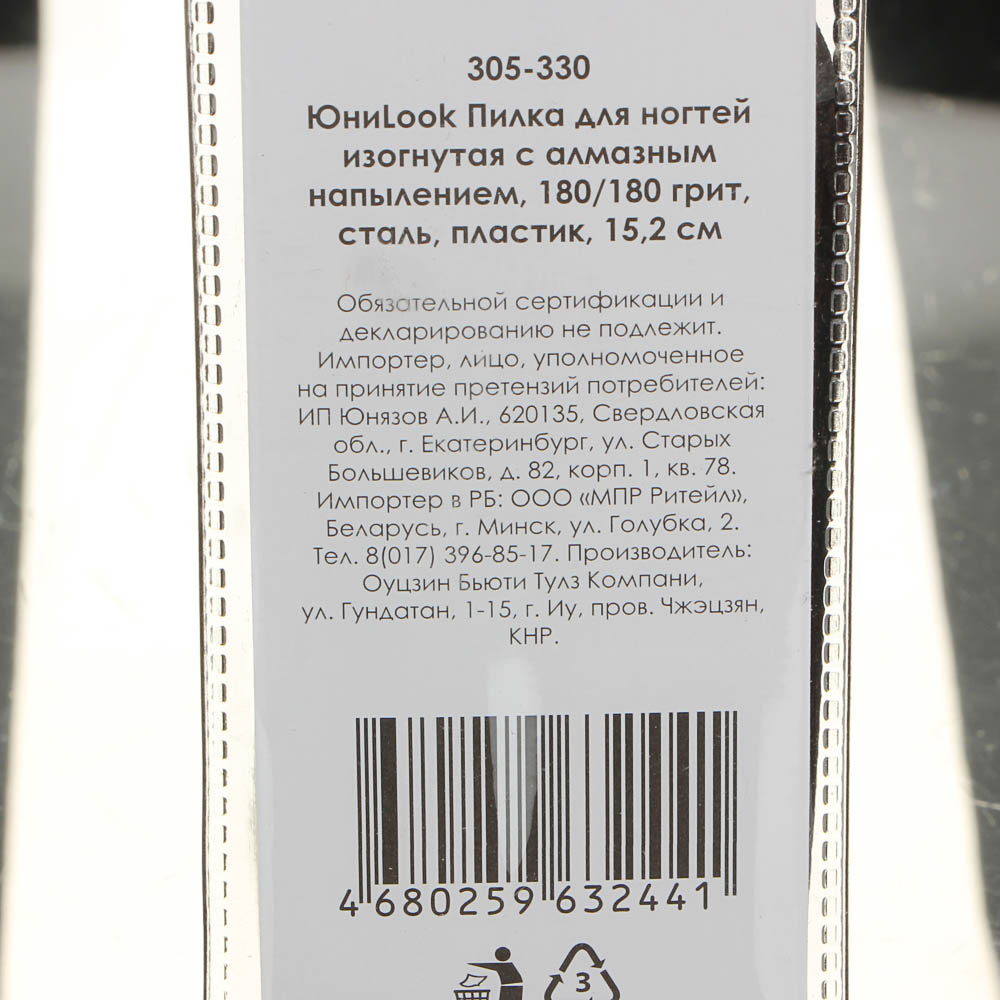 305-330
ЮниLook Пилка для ногтей
изогнутая с алмазным
напылением, 180/180 грит,
сталь, пластик, 15,2 см
Обязательной сертификации и
декларированию не подлежит.
Импортер, лицо, уполномоченное
на принятие претензий потребителей:
ИП Юнязов А.И., 620135, Свердловская
обл., г. Екатеринбург, ул. Старых
Большевиков, д. 82, корп. 1, кв. 78.
Импортер в РБ: ООО «МПР Ритейл»,
Беларусь, г. Минск, ул. Голубка, 2.
Тел. 8(017) 396-85-17. Производитель:
Оуцзин Бьюти Тулз Компани,
ул. Гундатан, 1-15, г. Иу, пров. Чжэцзян,
КНР.
4 680259 632441
3